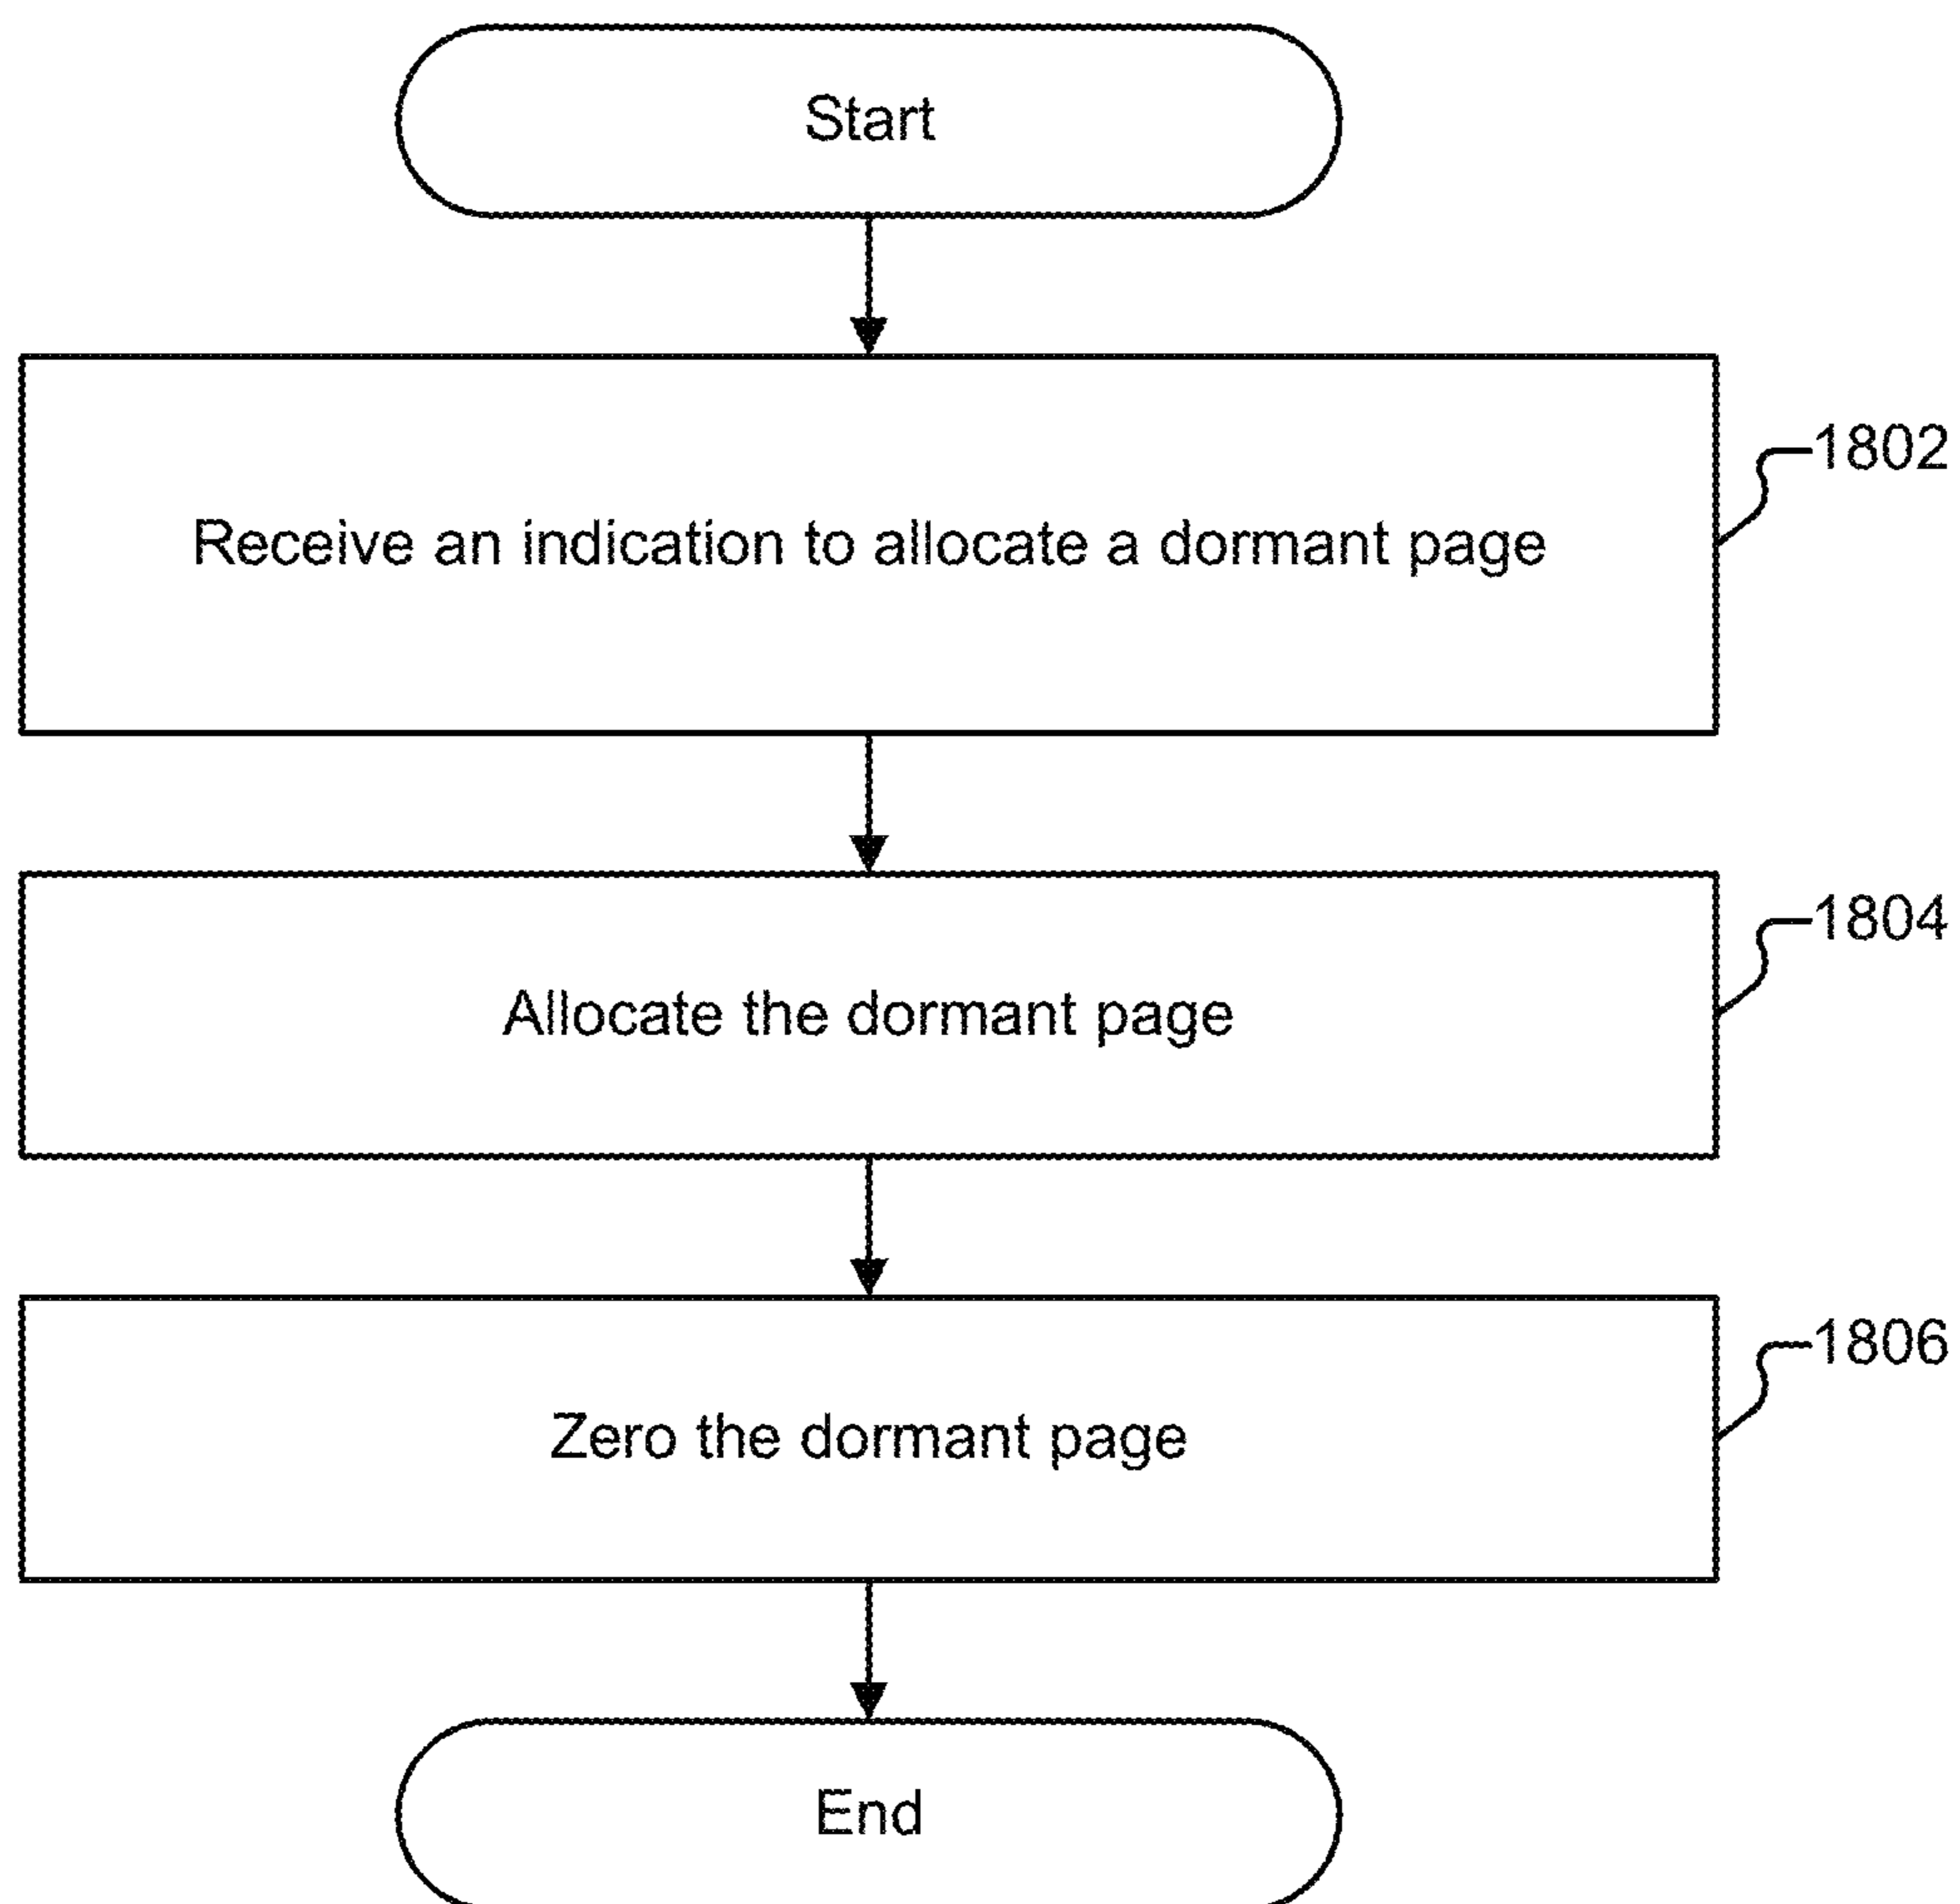 Start
Receive an indication to allocate a dormant page
1802
Allocate the dormant page
1804
Zero the dormant page
1806
End